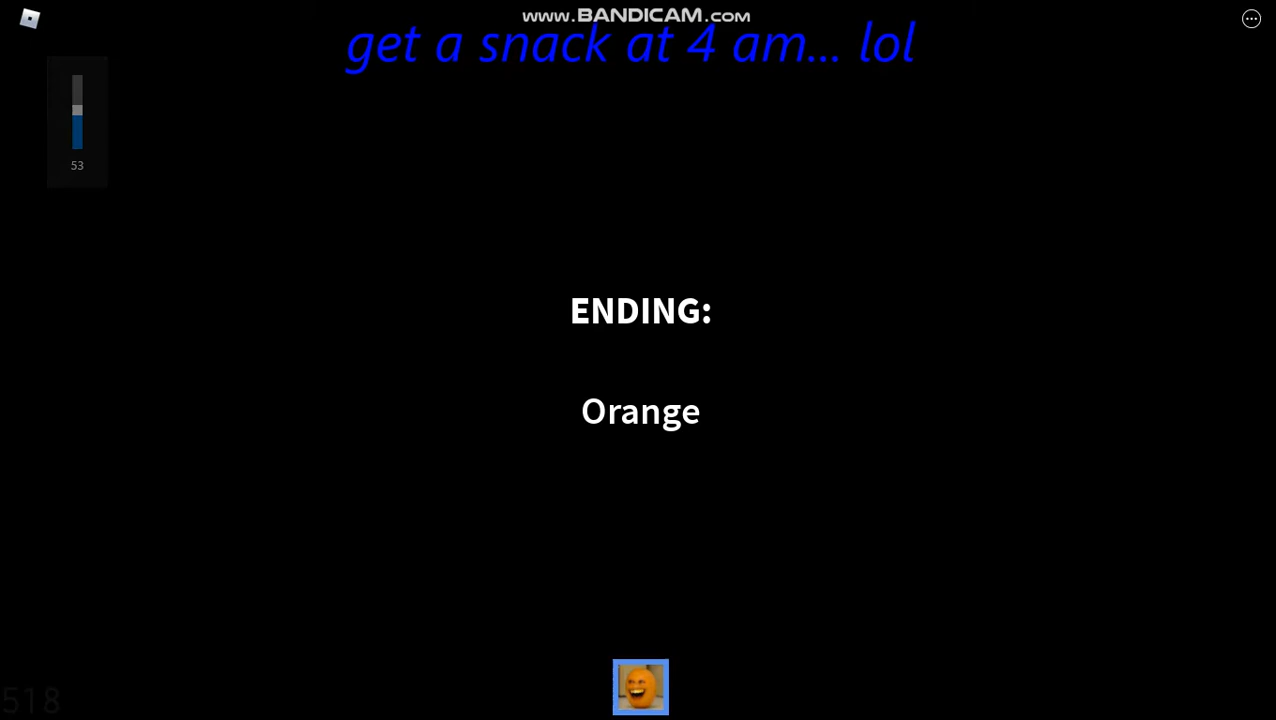 www.BANDICAM.COM
get a snack at 4 am... lol
53
ENDING:
Orange
518